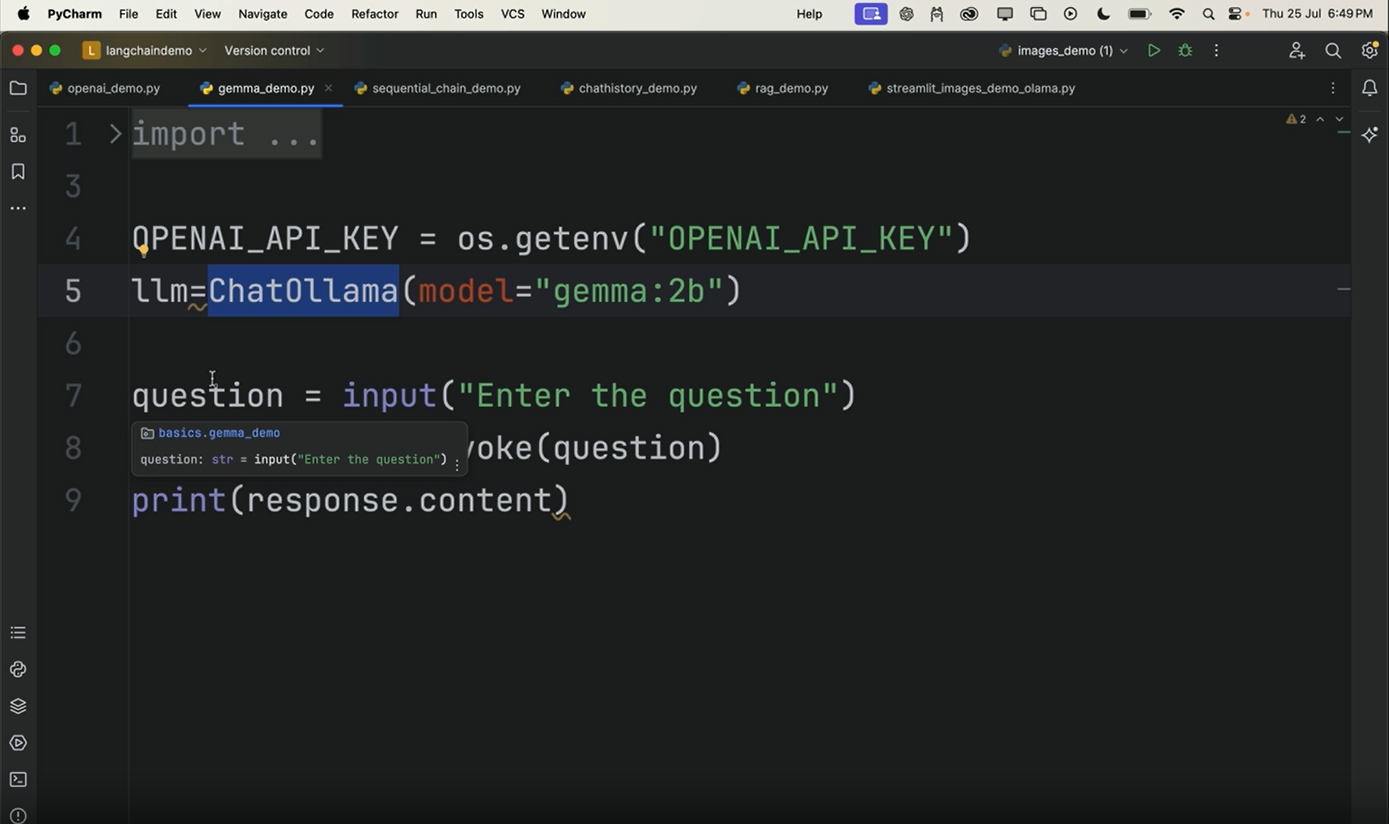 PyCharm File Edit View Navigate Code Refactor Run Tools VCS Window Help Thu 25 Jul 6:49 PM
L langchaindemo Version control images_demo (1)
openai_demo.py gemma_demo.py sequential_chain_demo.py chathistory_demo.py rag_demo.py streamlit_images_demo_olama.py
1 import ...
2
3
4 OPENAI_API_KEY = os.getenv("OPENAI_API_KEY")
5 llm=ChatOllama(model="gemma:2b")
6
7 question = input("Enter the question")
basics.gemma_demo
question: str = input("Enter the question")
8 voke(question)
9 print(response.content)